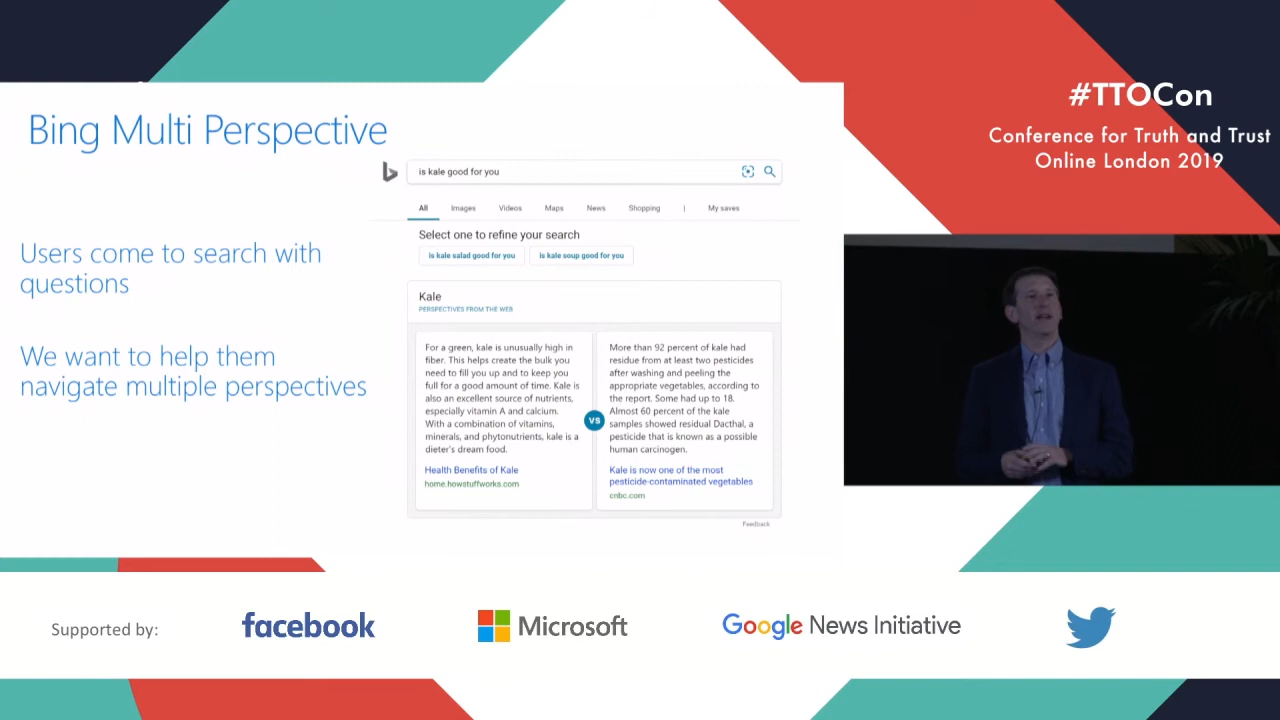 #TTOCon
Conference for Truth and Trust
Online London 2019
Bing Multi Perspective
Users come to search with
questions
We want to help them
navigate multiple perspectives
is kale good for you
All Images Videos Maps News Shopping | My saves
Select one to refine your search
is kale salad good for you is kale soup good for you
Kale
PERSPECTIVES FROM THE WEB
For a green, kale is unusually high in
fiber. This helps create the bulk you
need to fill you up and to keep you
full for a good amount of time. Kale is
also an excellent source of nutrients,
especially vitamin A and calcium.
With a combination of vitamins,
minerals, and phytonutrients, kale is a
dieter's dream food.
Health Benefits of Kale
home.howstuffworks.com
VS
More than 92 percent of kale had
residue from at least two pesticides
after washing and peeling the
appropriate vegetables, according to
the report. Some had up to 18.
Almost 60 percent of the kale
samples showed residual Dacthal, a
pesticide that is known as a possible
human carcinogen.
Kale is now one of the most
pesticide-contaminated vegetables
cnbc.com
Feedback
Supported by:
facebook
Microsoft
Google News Initiative